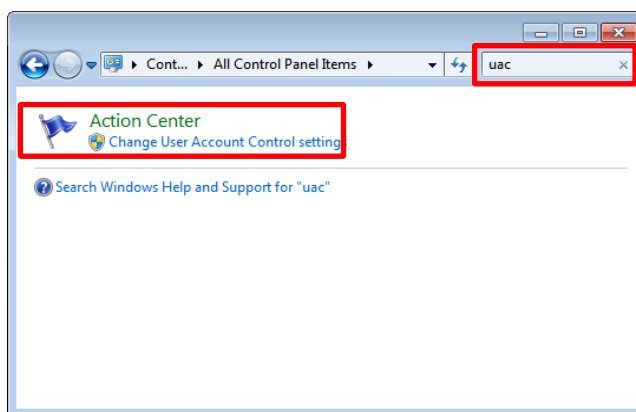 Cont... All Control Panel Items uac
Action Center
Change User Account Control settings
Search Windows Help and Support for "uac"